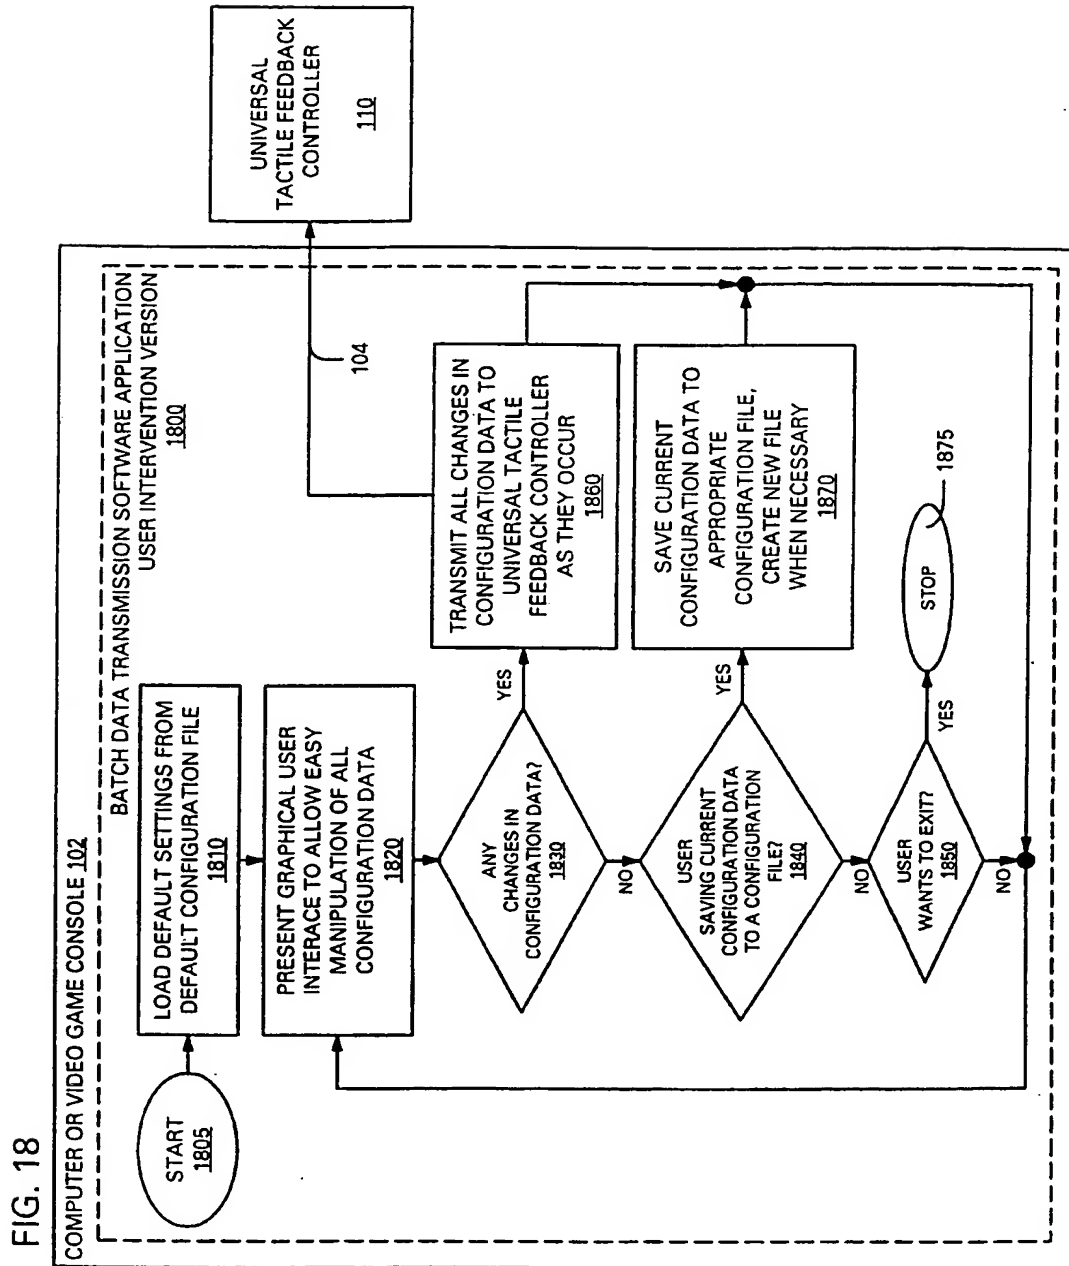 FIG. 18
COMPUTER OR VIDEO GAME CONSOLE 102
BATCH DATA TRANSMISSION SOFTWARE APPLICATION
USER INTERVENTION VERSION
1800
START
1805
LOAD DEFAULT SETTINGS FROM
DEFAULT CONFIGURATION FILE
1810
PRESENT GRAPHICAL USER
INTERACE TO ALLOW EASY
MANIPULATION OF ALL
CONFIGURATION DATA
1820
ANY
CHANGES IN
CONFIGURATION DATA?
1830
YES
NO
TRANSMIT ALL CHANGES IN
CONFIGURATION DATA TO
UNIVERSAL TACTILE
FEEDBACK CONTROLLER
AS THEY OCCUR
1860
104
UNIVERSAL
TACTILE FEEDBACK
CONTROLLER
110
USER
SAVING CURRENT
CONFIGURATION DATA
TO A CONFIGURATION
FILE?
1840
YES
NO
SAVE CURRENT
CONFIGURATION DATA TO
APPROPRIATE
CONFIGURATION FILE,
CREATE NEW FILE
WHEN NECESSARY
1870
USER
WANTS TO EXIT?
1850
YES
NO
STOP
1875